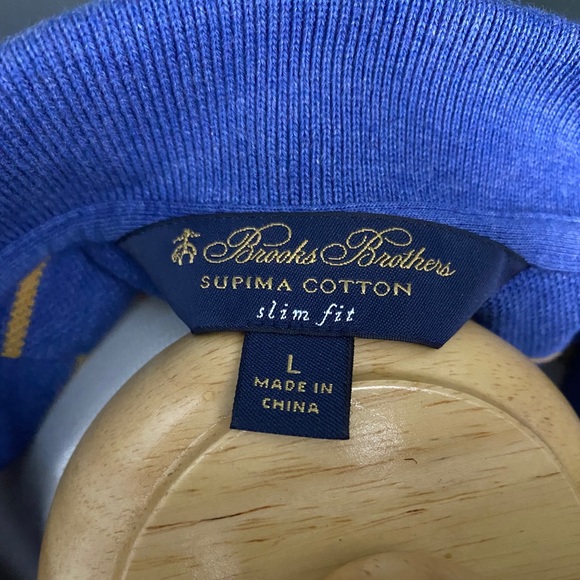 Brooks Brothers
SUPIMA COTTON
slim fit
L
MADE IN
CHINA